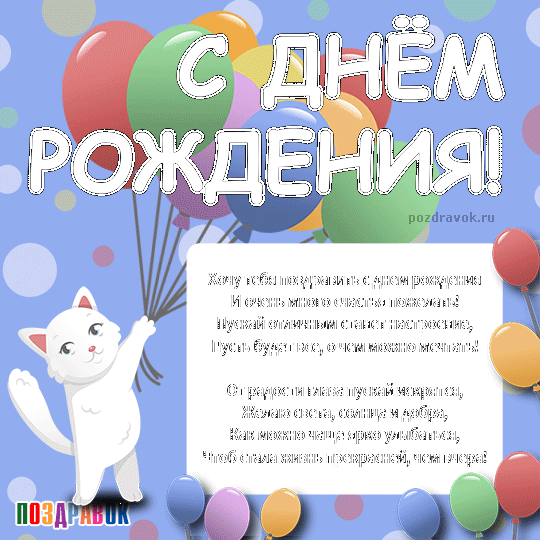 С ДНЁМ
РОЖДЕНИЯ!
pozdravok.ru
Хочу тебя поздравить с днем рождения
И очень много счастья пожелать!
Пускай отличным станет настроение,
Пусть будет все, о чем можно мечтать!
От радости глаза пускай искрятся,
Желаю света, солнца и добра,
Как можно чаще ярко улыбаться,
Чтоб стала жизнь прекрасней, чем вчера!
ПОЗДРАВОК